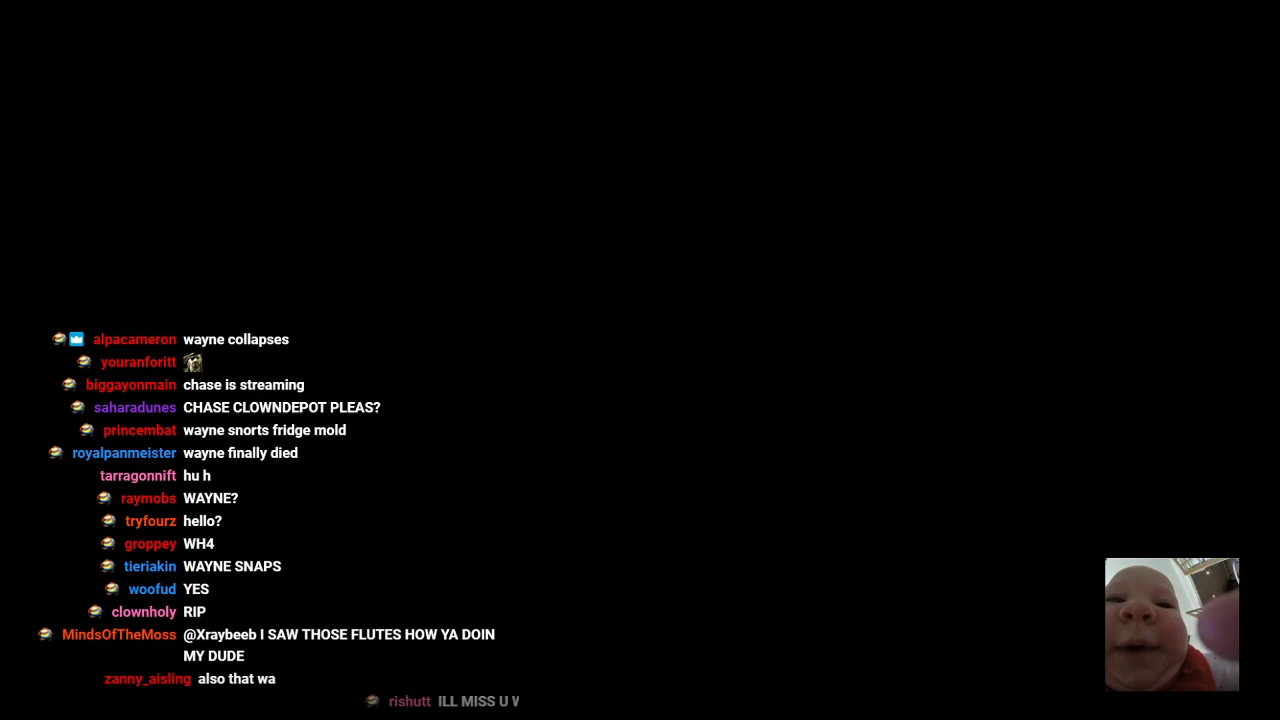 alpacameron wayne collapses
youranforitt
biggayonmain chase is streaming
saharadunes CHASE CLOWNDEPOT PLEAS?
princembat wayne snorts fridge mold
royalpanmeister wayne finally died
tarragonnift hu h
raymobs WAYNE?
tryfourz hello?
groppey WH4
tieriakin WAYNE SNAPS
woofud YES
clownholy RIP
MindsOfTheMoss @Xraybeeb I SAW THOSE FLUTES HOW YA DOIN
MY DUDE
zanny_aisling also that wa
rishutt ILL MISS U